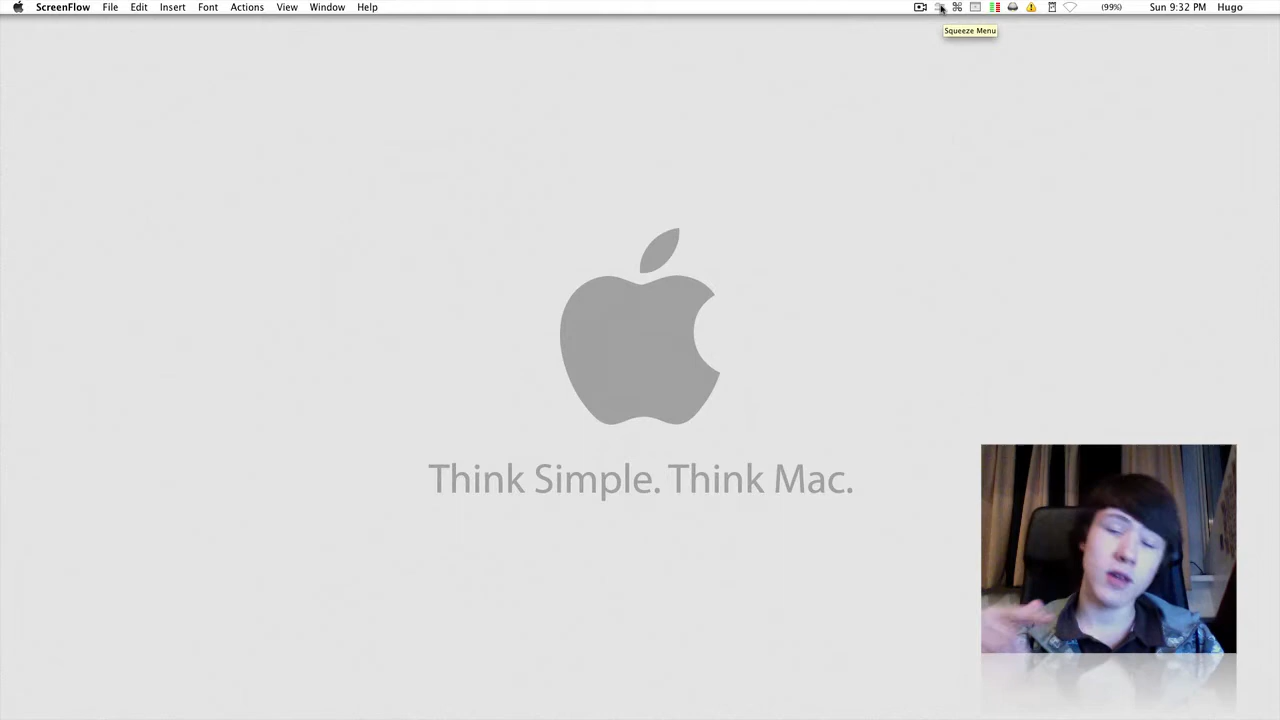 ScreenFlow File Edit Insert Font Actions View Window Help (99%) Sun 9:32 PM Hugo
Squeeze Menu
Think Simple. Think Mac.